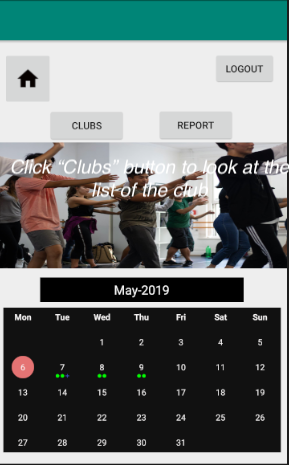 LOGOUT
CLUBS REPORT
Click “Clubs” button to look at the
list of the club
May-2019
Mon Tue Wed Thu Fri Sat Sun
1 2 3 4 5
6 7 8 9 10 11 12
13 14 15 16 17 18 19
20 21 22 23 24 25 26
27 28 29 30 31